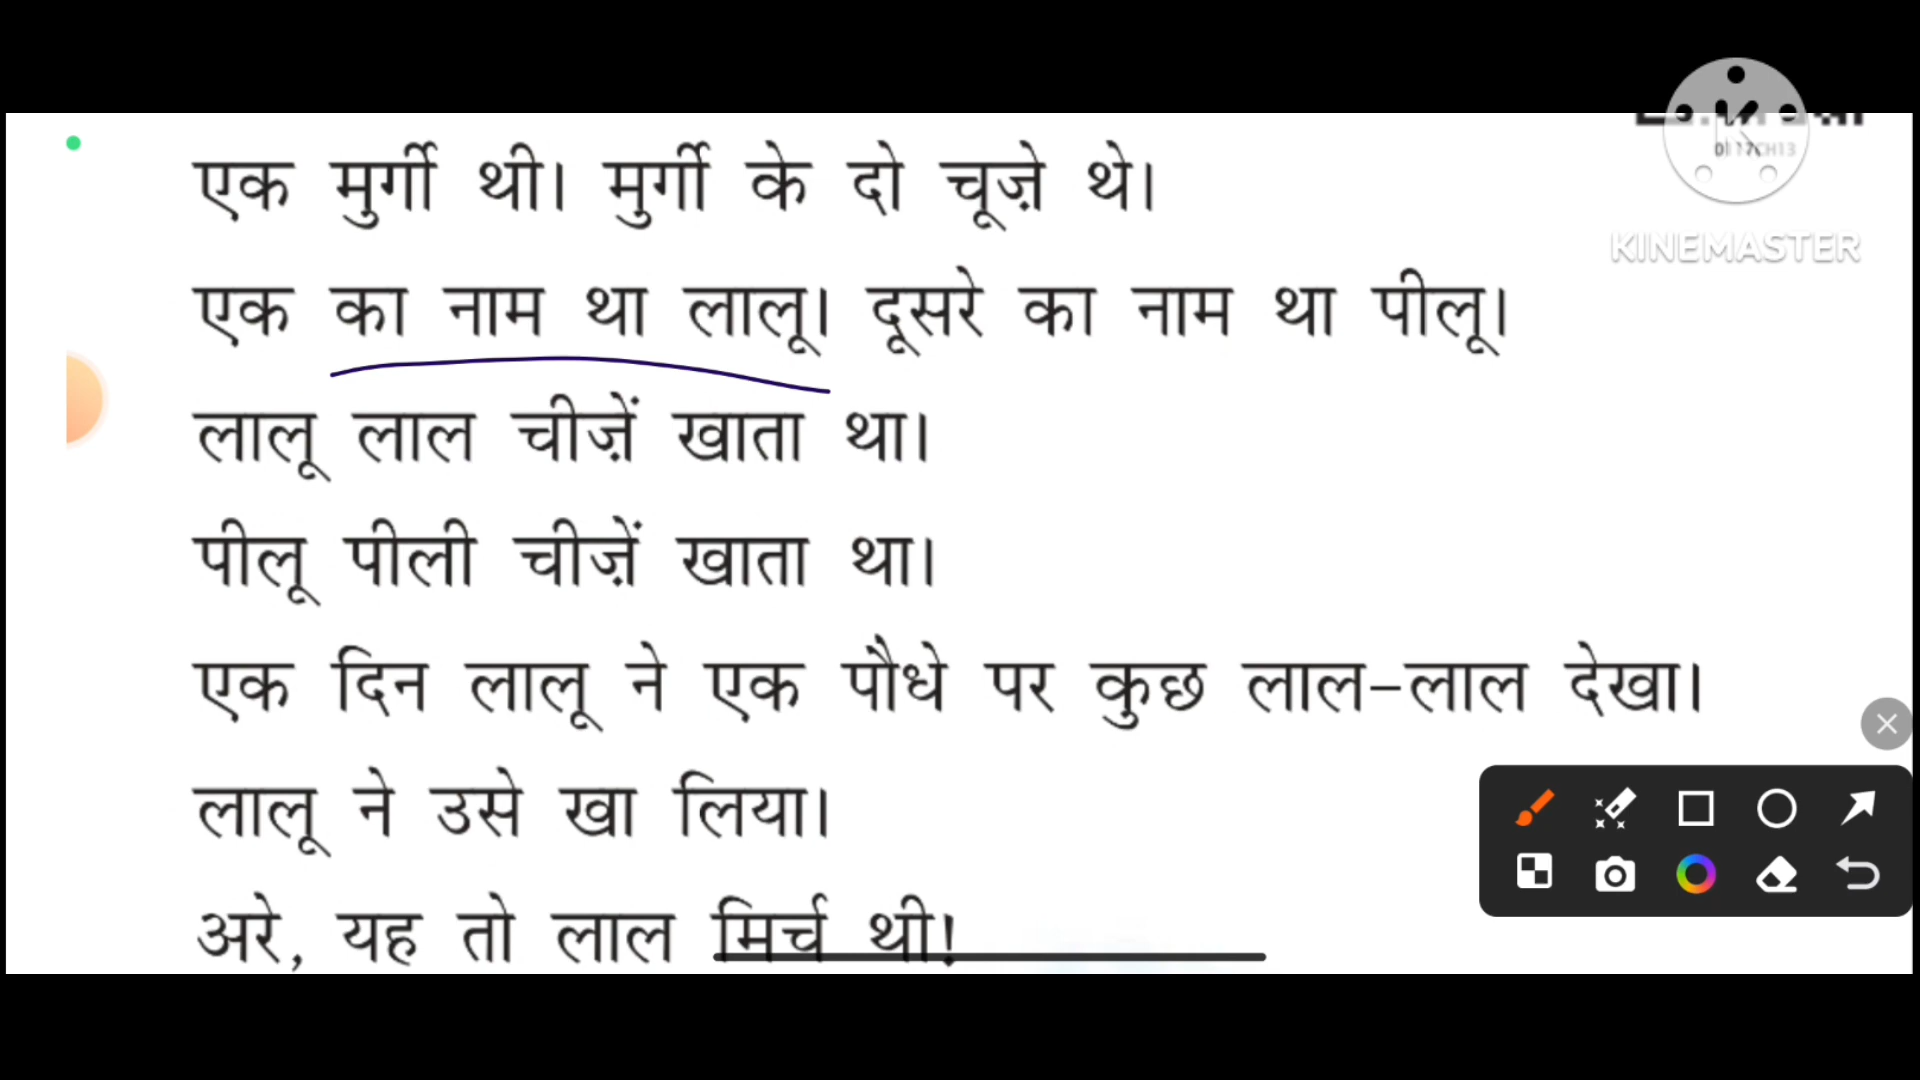 एक मुर्गी थी। मुर्गी के दो चूज़े थे।
KINEMASTER
एक का नाम था लालू। दूसरे का नाम था पीलू।
लालू लाल चीज़ें खाता था।
पीलू पीली चीज़ें खाता था।
एक दिन लालू ने एक पौधे पर कुछ लाल-लाल देखा।
लालू ने उसे खा लिया।
अरे, यह तो लाल मिर्च थी!